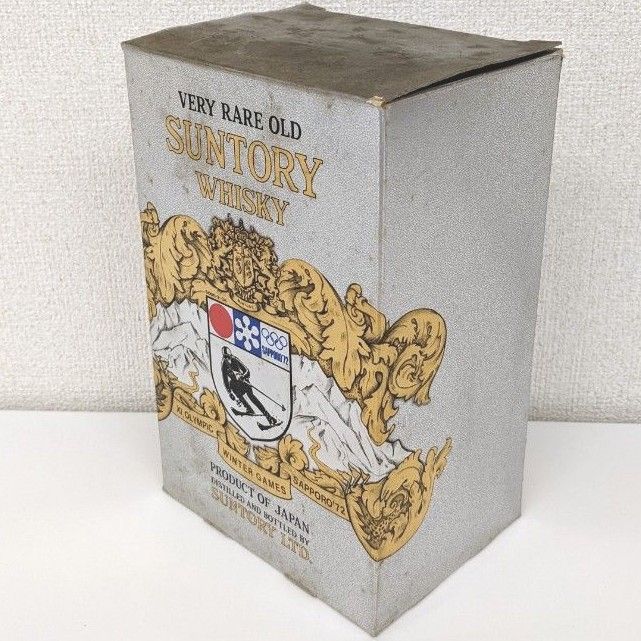 VERY RARE OLD
SUNTORY
WHISKY
SAPPORO'72
XI OLYMPIC
WINTER GAMES
SAPPORO'72
PRODUCT OF JAPAN
DISTILLED AND BOTTLED BY
SUNTORY LTD.